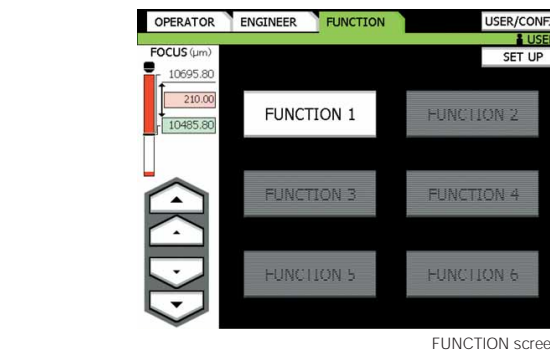 OPERATOR ENGINEER FUNCTION USER/CONF
USE
FOCUS (µm) SET UP
10695.80
210.00
10485.80
FUNCTION 1 FUNCTION 2
FUNCTION 3 FUNCTION 4
FUNCTION 5 FUNCTION 6
FUNCTION scree